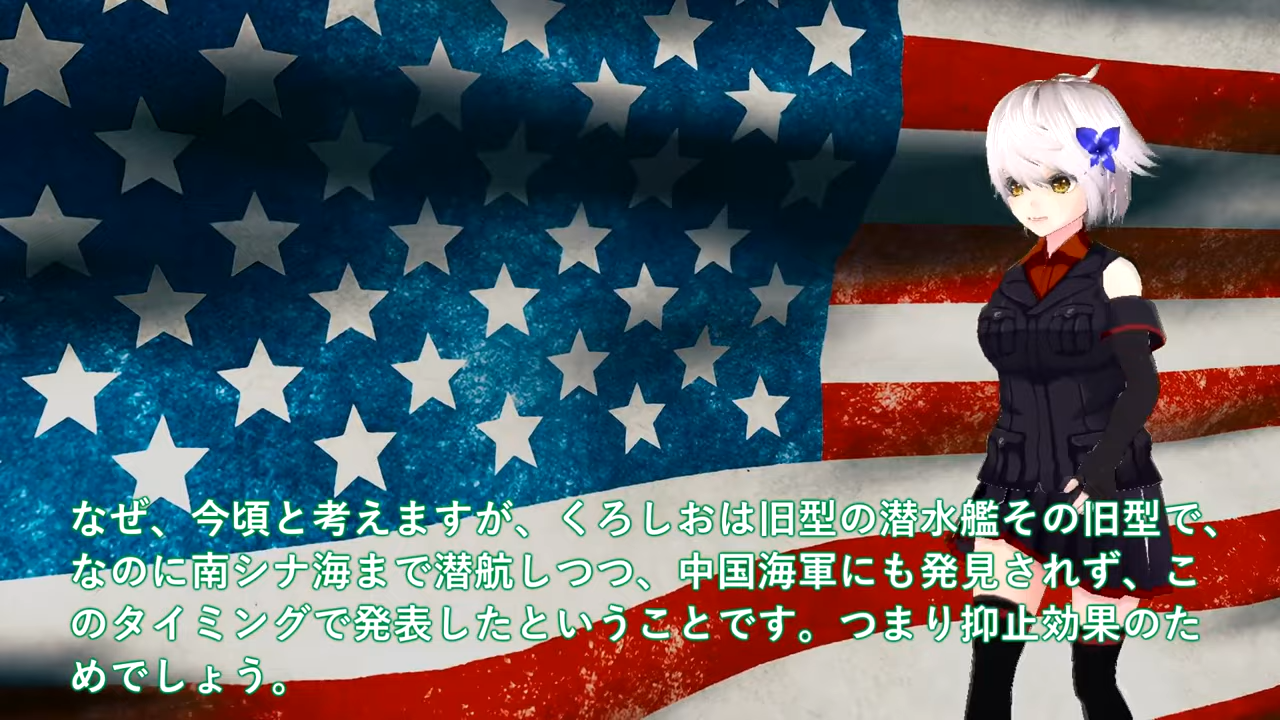 なぜ、今頃と考えますが、くろしおは旧型の潜水艦その旧型で、
なのに南シナ海まで潜航しつつ、中国海軍にも発見されず、こ
のタイミングで発表したということです。つまり抑止効果のた
めでしょう。